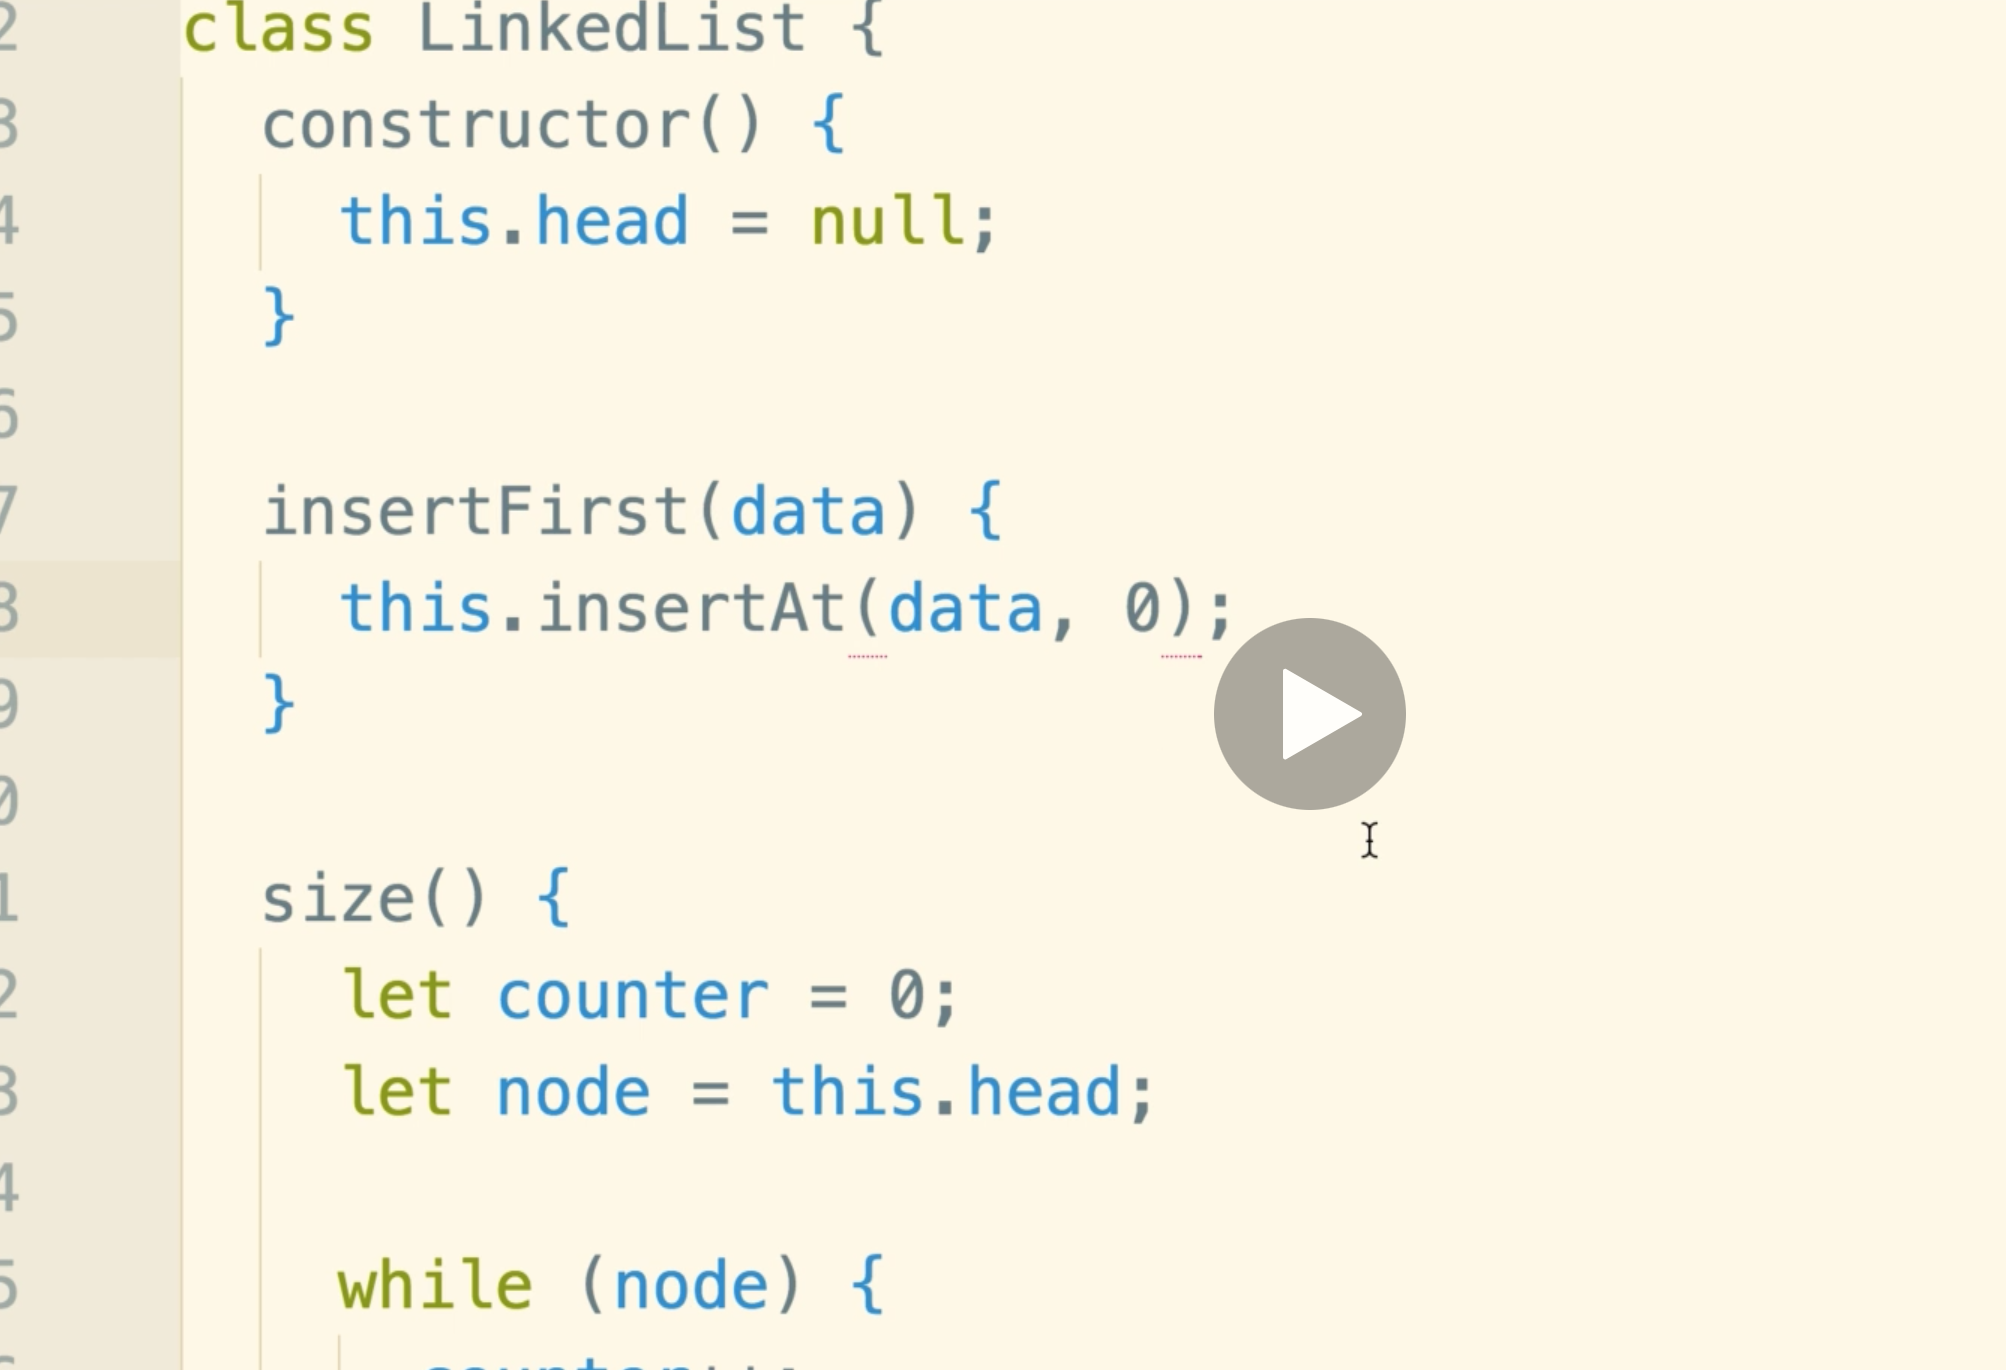 2 class LinkedList {
3 constructor() {
4 this.head = null;
5 }
6
7 insertFirst(data) {
8 this.insertAt(data, 0);
9 }
0
1 size() {
2 let counter = 0;
3 let node = this.head;
4
5 while (node) {